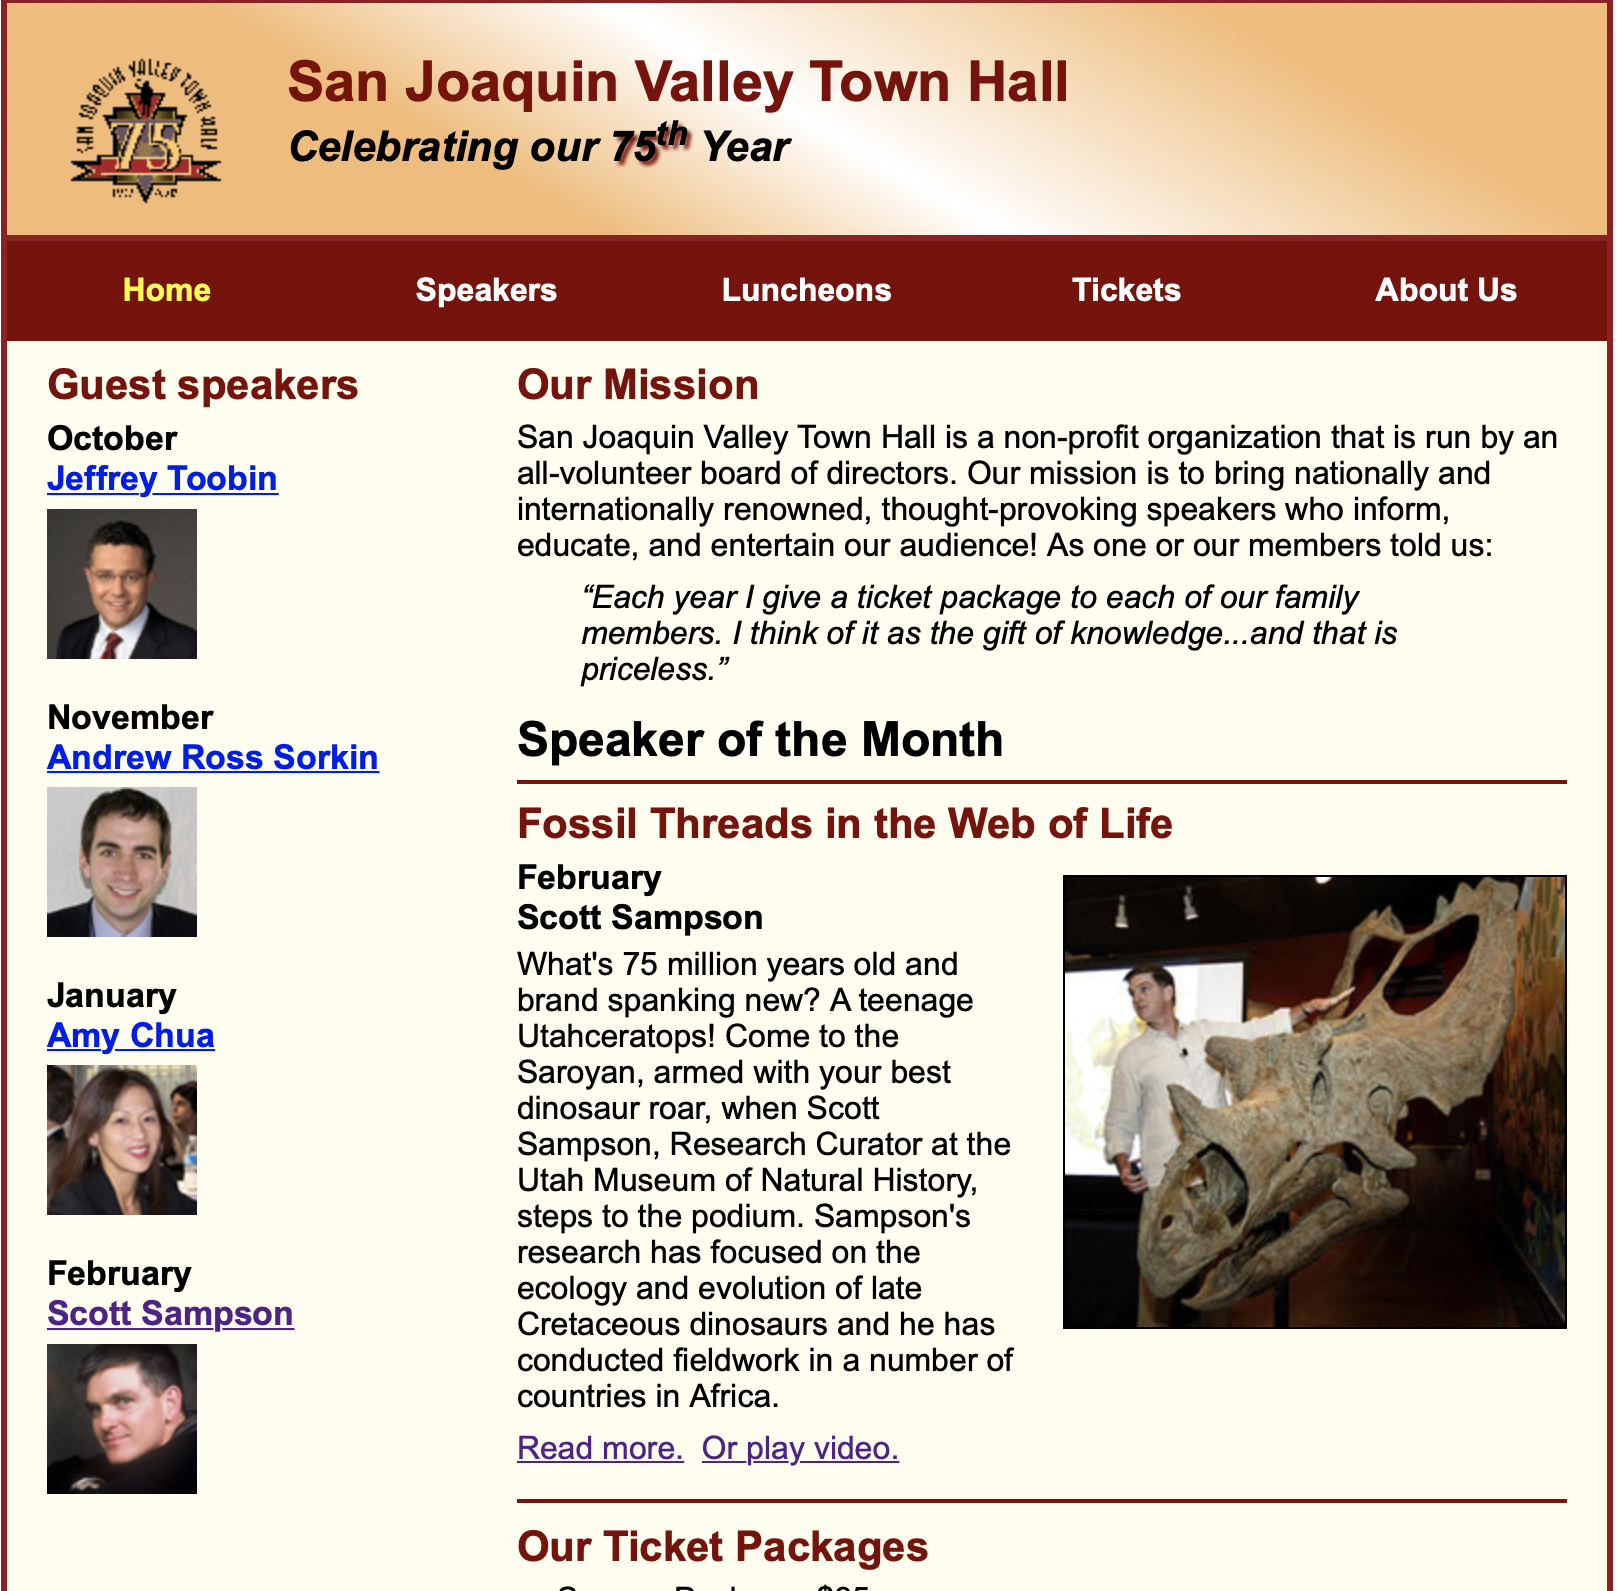 SAN JOAQUIN VALLEY TOWN HALL
75
San Joaquin Valley Town Hall
Celebrating our 75th Year
Home Speakers Luncheons Tickets About Us
Guest speakers
October
Jeffrey Toobin
November
Andrew Ross Sorkin
January
Amy Chua
February
Scott Sampson
Our Mission
San Joaquin Valley Town Hall is a non-profit organization that is run by an
all-volunteer board of directors. Our mission is to bring nationally and
internationally renowned, thought-provoking speakers who inform,
educate, and entertain our audience! As one or our members told us:
“Each year I give a ticket package to each of our family
members. I think of it as the gift of knowledge...and that is
priceless.”
Speaker of the Month
Fossil Threads in the Web of Life
February
Scott Sampson
What's 75 million years old and
brand spanking new? A teenage
Utahceratops! Come to the
Saroyan, armed with your best
dinosaur roar, when Scott
Sampson, Research Curator at the
Utah Museum of Natural History,
steps to the podium. Sampson's
research has focused on the
ecology and evolution of late
Cretaceous dinosaurs and he has
conducted fieldwork in a number of
countries in Africa.
Read more. Or play video.
Our Ticket Packages